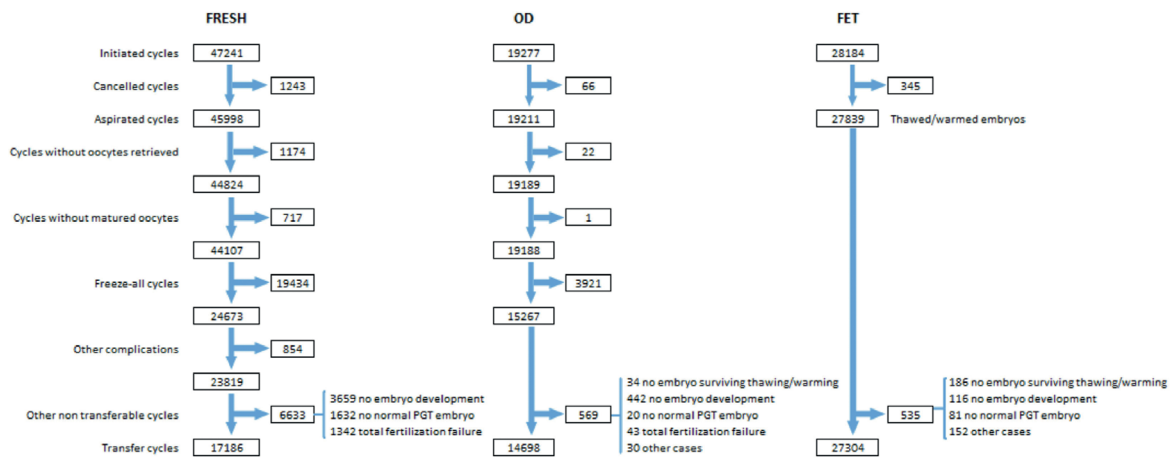 FRESH OD FET
Initiated cycles 47241 19277 28184
Cancelled cycles 1243 66 345
Aspirated cycles 45998 19211 27839 Thawed/warmed embryos
Cycles without oocytes retrieved 1174 22
44824 19189
Cycles without matured oocytes 717 1
44107 19188
Freeze-all cycles 19434 3921
24673 15267
Other complications 854
23819
Other non transferable cycles 6633
3659 no embryo development
1632 no normal PGT embryo
1342 total fertilization failure
569
34 no embryo surviving thawing/warming
442 no embryo development
20 no normal PGT embryo
43 total fertilization failure
30 other cases
535
186 no embryo surviving thawing/warming
116 no embryo development
81 no normal PGT embryo
152 other cases
Transfer cycles 17186 14698 27304